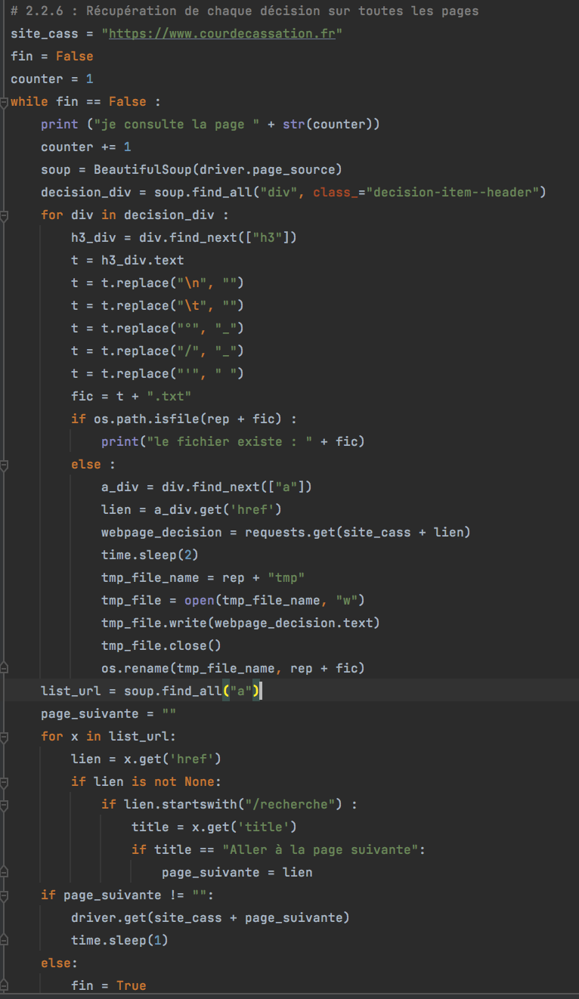 # 2.2.6 : Récupération de chaque décision sur toutes les pages
site_cass = "https://www.courdecassation.fr"
fin = False
counter = 1
while fin == False :
    print ("je consulte la page " + str(counter))
    counter += 1
    soup = BeautifulSoup(driver.page_source)
    decision_div = soup.find_all("div", class_="decision-item--header")
    for div in decision_div :
        h3_div = div.find_next(["h3"])
        t = h3_div.text
        t = t.replace("\n", "")
        t = t.replace("\t", "")
        t = t.replace("°", "_")
        t = t.replace("/", "_")
        t = t.replace("'", " ")
        fic = t + ".txt"
        if os.path.isfile(rep + fic) :
            print("le fichier existe : " + fic)
        else :
            a_div = div.find_next(["a"])
            lien = a_div.get('href')
            webpage_decision = requests.get(site_cass + lien)
            time.sleep(2)
            tmp_file_name = rep + "tmp"
            tmp_file = open(tmp_file_name, "w")
            tmp_file.write(webpage_decision.text)
            tmp_file.close()
            os.rename(tmp_file_name, rep + fic)
    list_url = soup.find_all("a")
    page_suivante = ""
    for x in list_url:
        lien = x.get('href')
        if lien is not None:
            if lien.startswith("/recherche") :
                title = x.get('title')
                if title == "Aller à la page suivante":
                    page_suivante = lien
    if page_suivante != "":
        driver.get(site_cass + page_suivante)
        time.sleep(1)
    else:
        fin = True